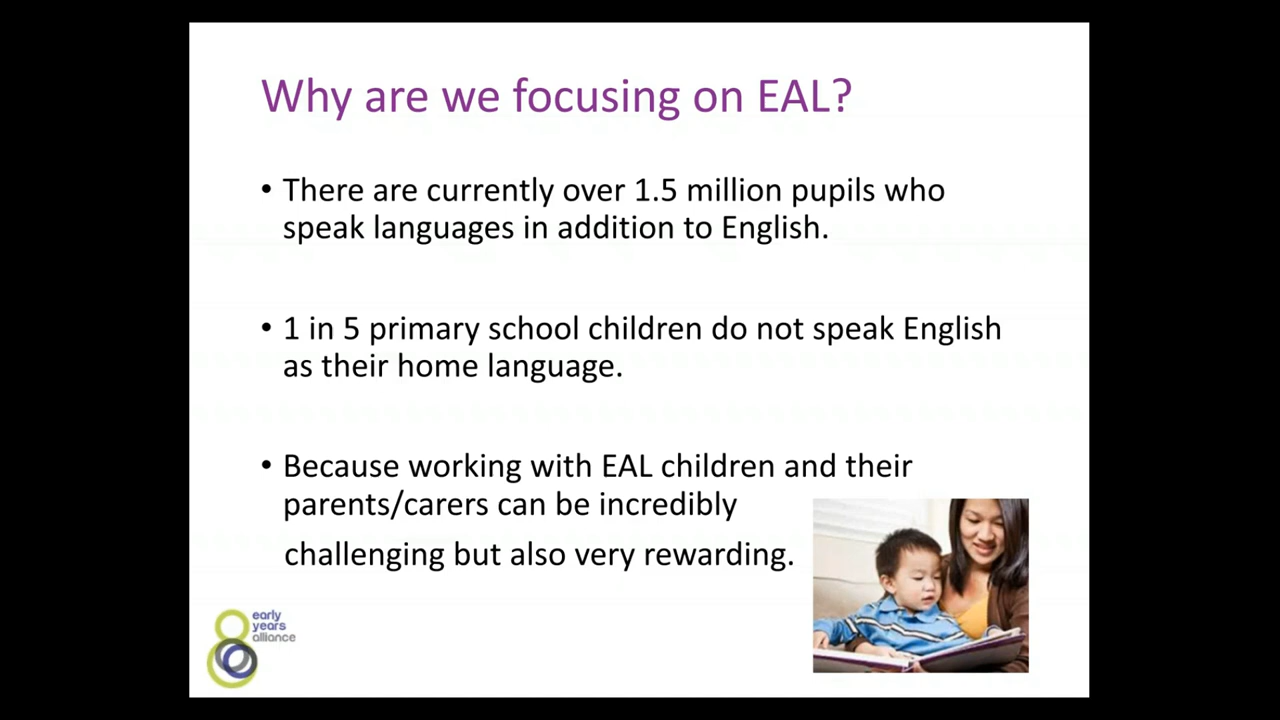 Why are we focusing on EAL?
• There are currently over 1.5 million pupils who
speak languages in addition to English.
• 1 in 5 primary school children do not speak English
as their home language.
• Because working with EAL children and their
parents/carers can be incredibly
challenging but also very rewarding.
early
years
alliance